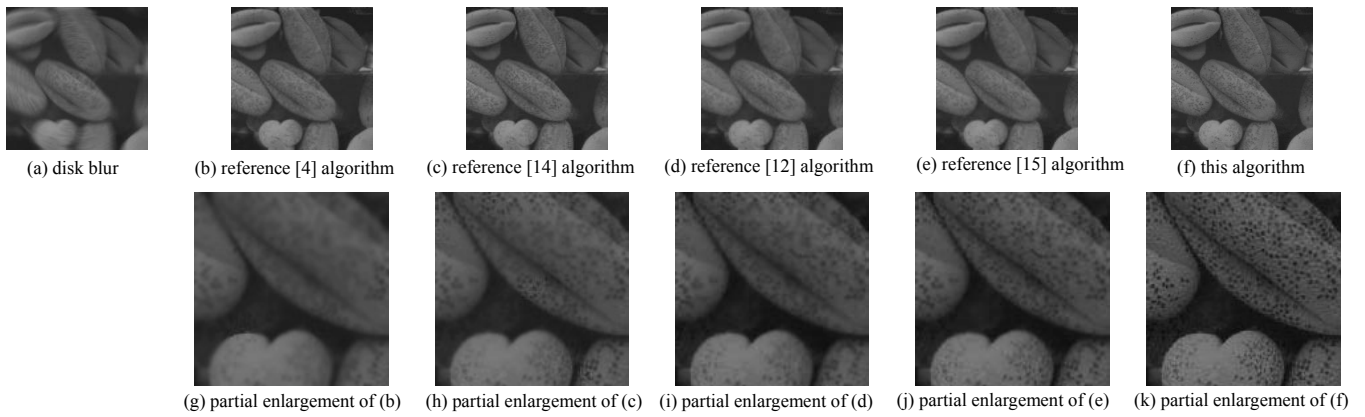 (a) disk blur
(b) reference [4] algorithm
(c) reference [14] algorithm
(d) reference [12] algorithm
(e) reference [15] algorithm
(f) this algorithm
(g) partial enlargement of (b)
(h) partial enlargement of (c)
(i) partial enlargement of (d)
(j) partial enlargement of (e)
(k) partial enlargement of (f)